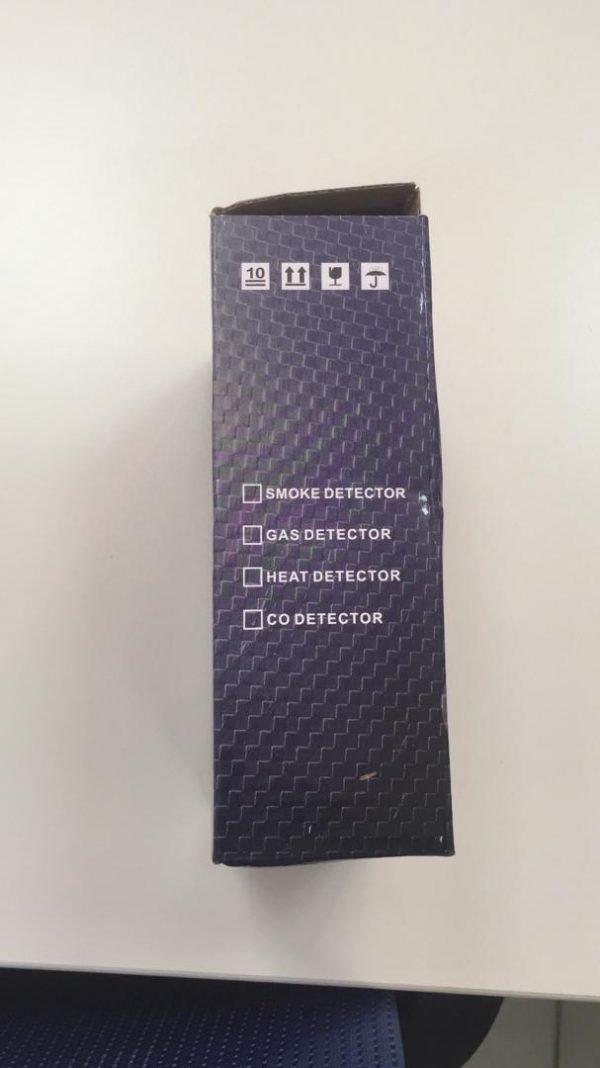 10
SMOKE DETECTOR
GAS DETECTOR
HEAT DETECTOR
CO DETECTOR